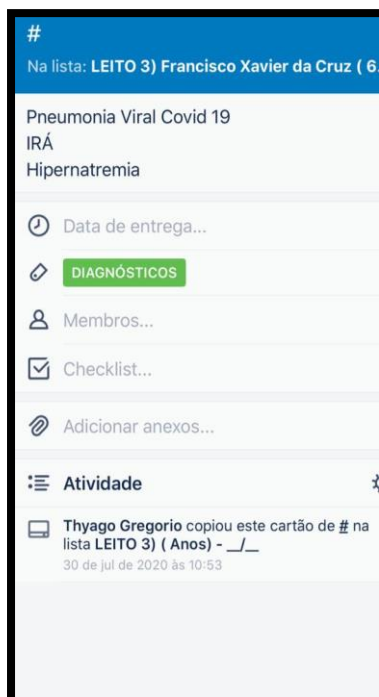 #
Na lista: LEITO 3) Francisco Xavier da Cruz ( 6
Pneumonia Viral Covid 19
IRÁ
Hipernatremia
Data de entrega...
DIAGNÓSTICOS
Membros...
Checklist...
Adicionar anexos...
Atividade
Thyago Gregorio copiou este cartão de # na
lista LEITO 3) ( Anos) - __/__
30 de jul de 2020 às 10:53